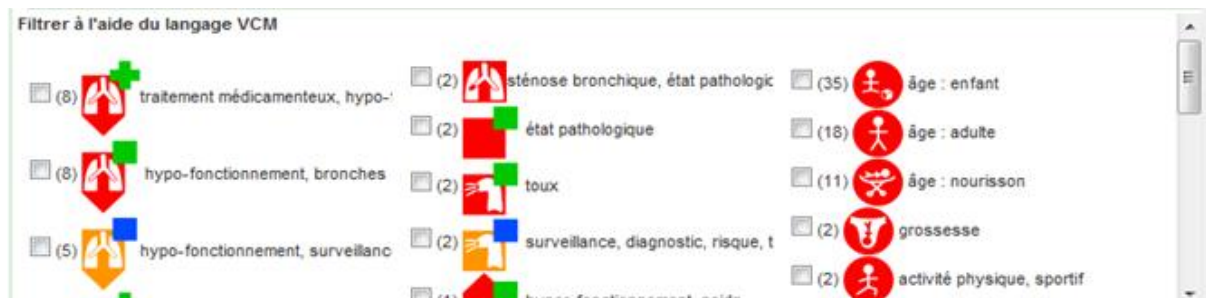 Filtrer à l'aide du langage VCM
(8) traitement médicamenteux, hypo-
(8) hypo-fonctionnement, bronches
(5) hypo-fonctionnement, surveillanc
(2) sténose bronchique, état pathologic
(2) état pathologique
(2) toux
(2) surveillance, diagnostic, risque, t
(35) âge : enfant
(18) âge : adulte
(11) âge : nourisson
(2) grossesse
(2) activité physique, sportif